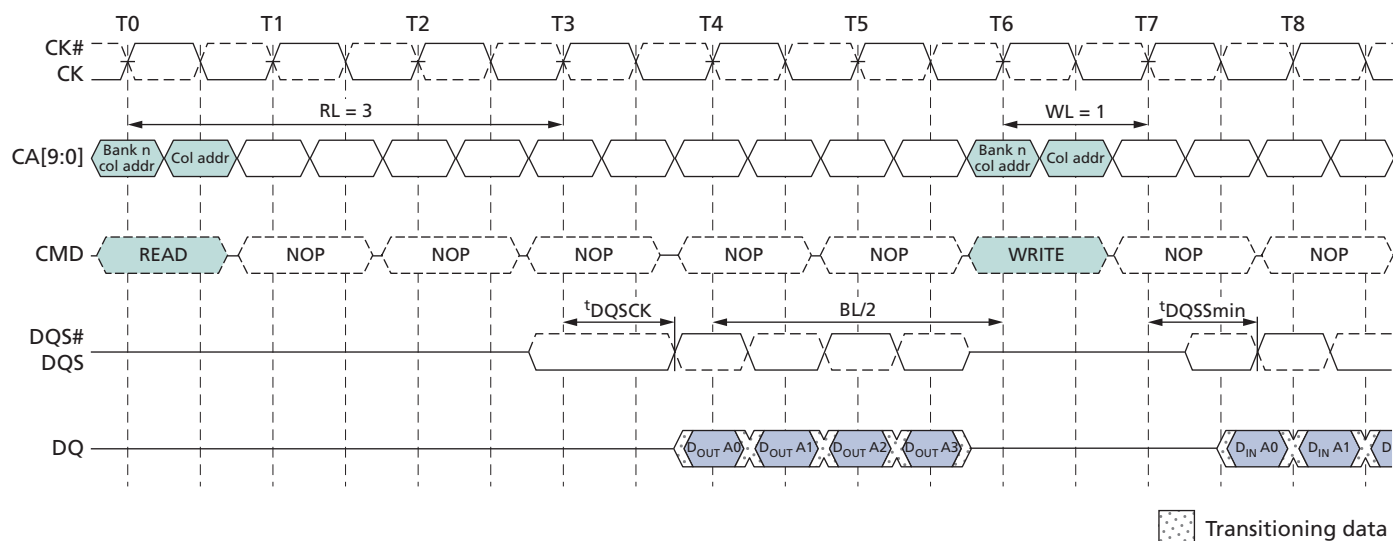 T0 T1 T2 T3 T4 T5 T6 T7 T8
CK#
CK
RL = 3 WL = 1
CA[9:0] Bank n col addr Col addr Bank n col addr Col addr
CMD READ NOP NOP NOP NOP NOP WRITE NOP NOP
tDQSCK BL/2 tDQSSmin
DQS#
DQS
DQ DOUT A0 DOUT A1 DOUT A2 DOUT A3 DIN A0 DIN A1 D
Transitioning data